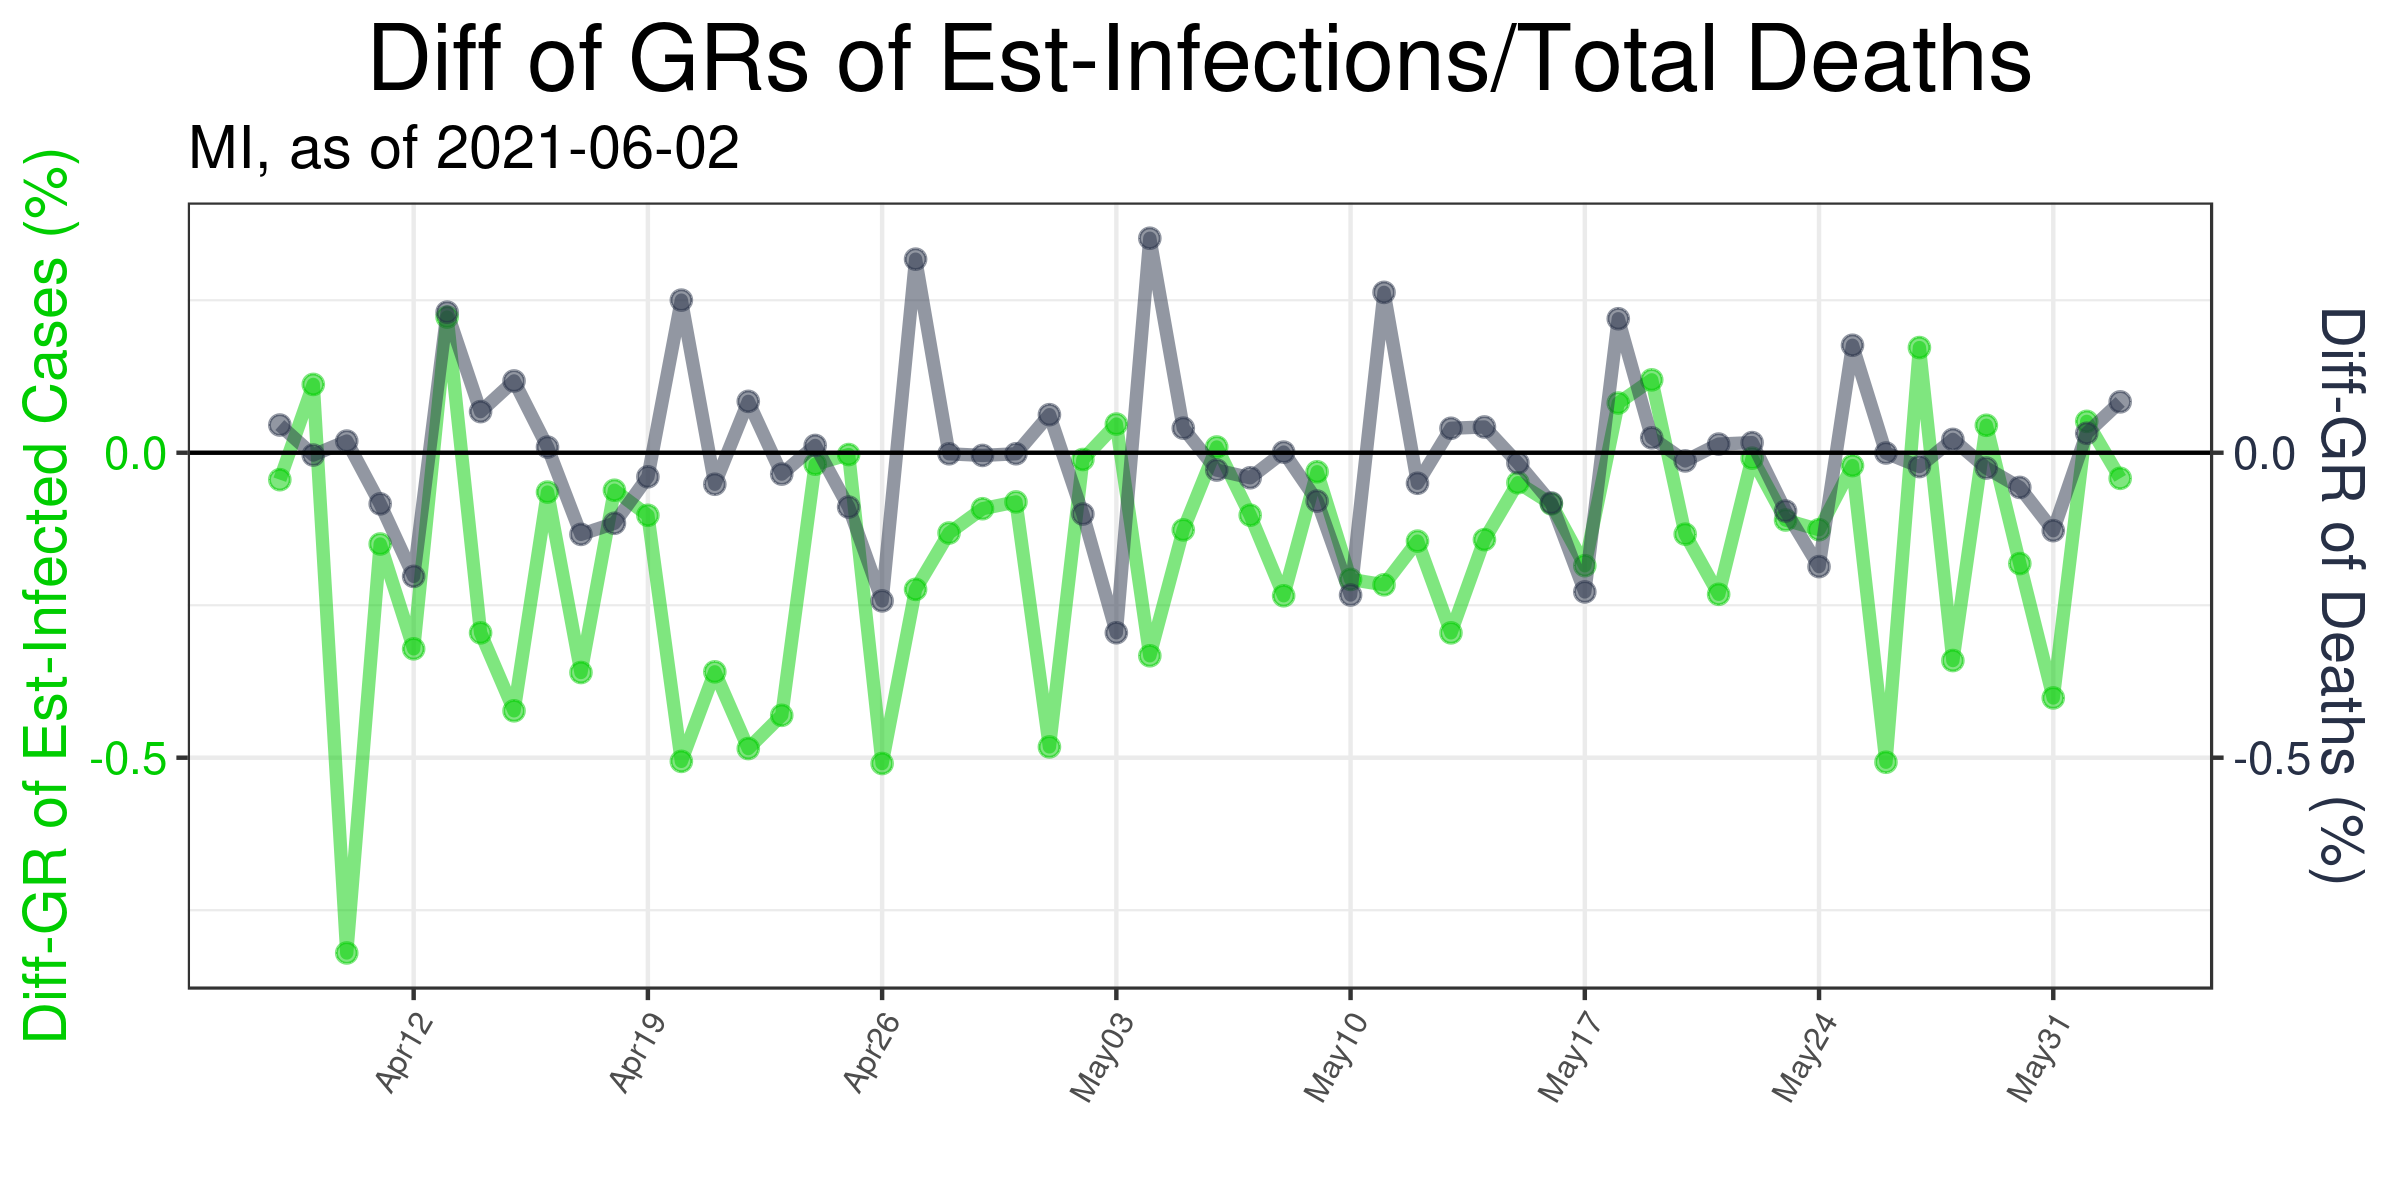 Diff of GRs of Est-Infections/Total Deaths
MI, as of 2021-06-02
Diff-GR of Est-Infected Cases (%)
0.0
-0.5
0.0
-0.5
Diff-GR of Deaths (%)
Apr12
Apr19
Apr26
May03
May10
May17
May24
May31